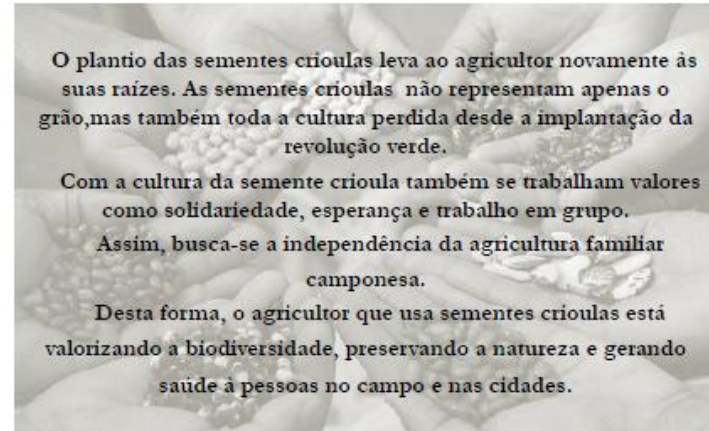 O plantio das sementes crioulas leva ao agricultor novamente às
suas raízes. As sementes crioulas não representam apenas o
grão,mas também toda a cultura perdida desde a implantação da
revolução verde.
Com a cultura da semente crioula também se trabalham valores
como solidariedade, esperança e trabalho em grupo.
Assim, busca-se a independência da agricultura familiar
camponesa.
Desta forma, o agricultor que usa sementes crioulas está
valorizando a biodiversidade, preservando a natureza e gerando
saúde à pessoas no campo e nas cidades.